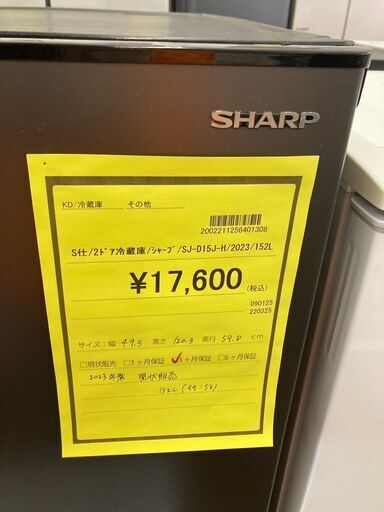 SHARP
KD/冷蔵庫 その他
2002211256401308
S仕/2ﾄﾞｱ冷蔵庫/ｼｬｰﾌﾟ/SJ-D15J-H/2023/152L
¥17,600(税込)
090125
220325
サイズ:幅 49.5 高さ 120.3 奥行 59.8 cm
□現状販売 □1ヶ月保証 □3ヶ月保証 □6ヶ月保証
2023年製 現状販売
152L (94:58)